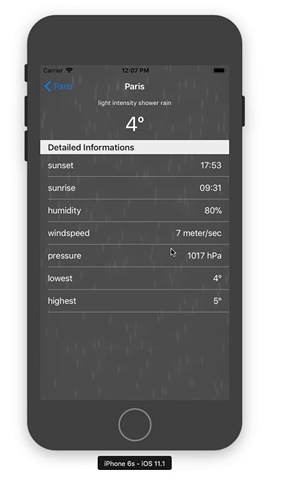 Carrier 12:07 PM
Paris Paris
light intensity shower rain
4°
Detailed Informations
sunset 17:53
sunrise 09:31
humidity 80%
windspeed 7 meter/sec
pressure 1017 hPa
lowest 4°
highest 5°
iPhone 6s - iOS 11.1